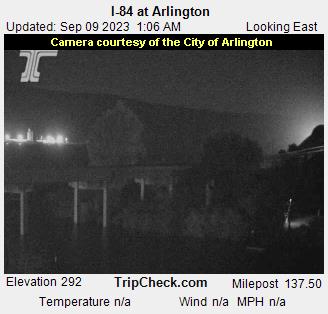 I-84 at Arlington
Updated: Sep 09 2023 1:06 AM Looking East
Camera courtesy of the City of Arlington
Elevation 292 TripCheck.com Milepost 137.50
Temperature n/a Wind n/a MPH n/a